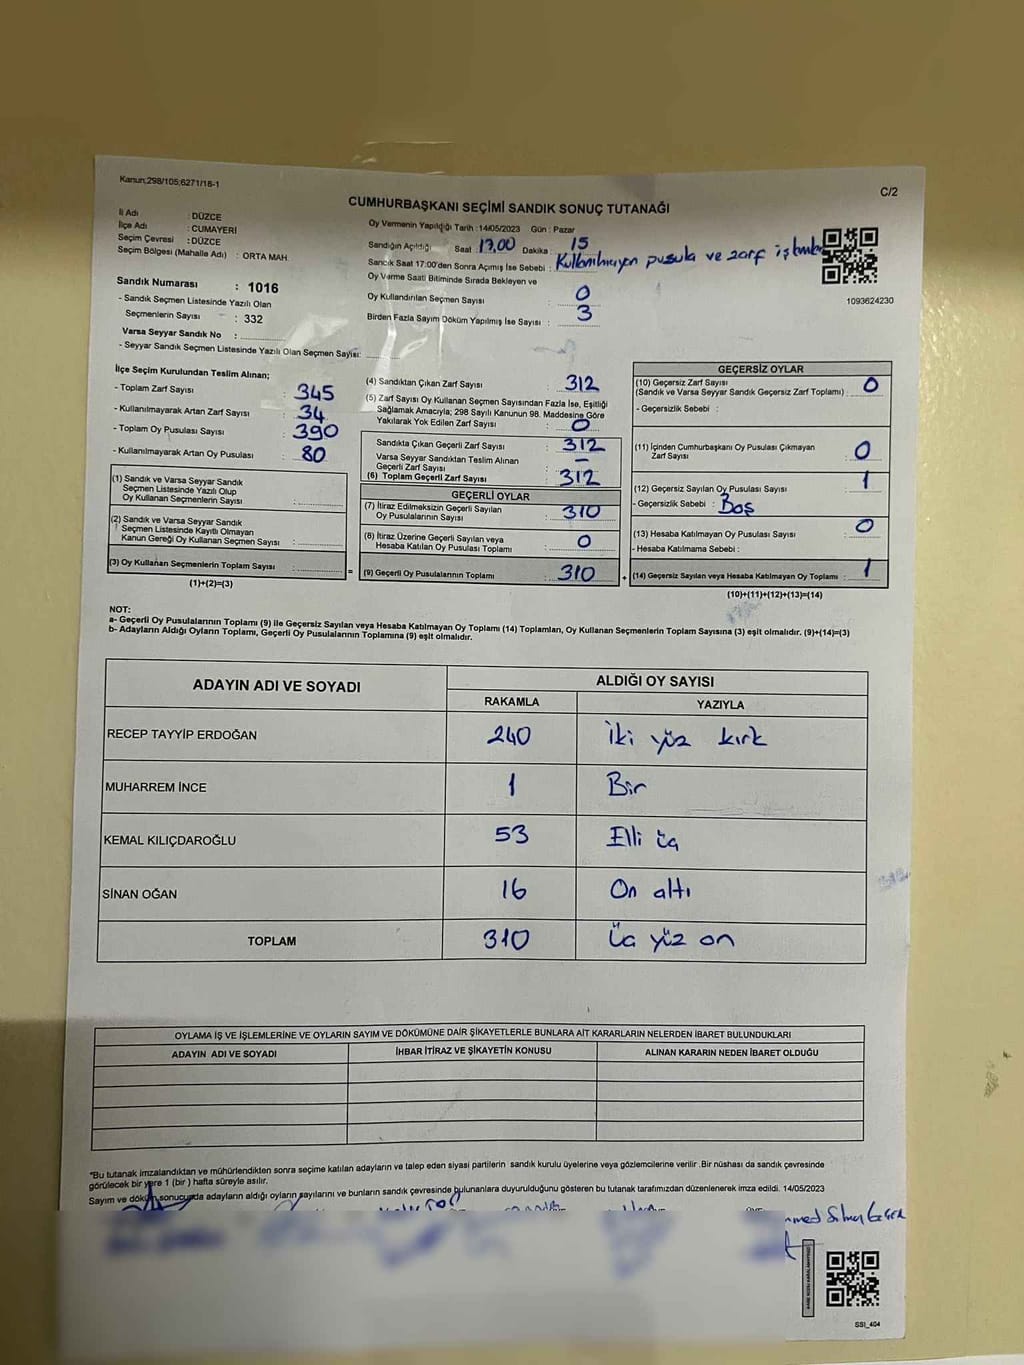 Kanun;298/105;6271/18-1
C/2
CUMHURBAŞKANI SEÇİMİ SANDIK SONUÇ TUTANAĞI
İl Adı : DÜZCE
İlçe Adı : CUMAYERİ
Seçim Çevresi : DÜZCE
Seçim Bölgesi (Mahalle Adı) : ORTA MAH.
Oy Vermenin Yapıldığı Tarih :14/05/2023 Gün : Pazar
Sandığın Açıldığı Saat 17,00 Dakika 15
Sandık Saat 17:00'den Sonra Açımış İse Sebebi : Kullanılmayan pusula ve zarf
Oy Verme Saati Bitiminde Sırada Bekleyen ve
Oy Kullandırılan Seçmen Sayısı : 0
Birden Fazla Sayım Döküm Yapılmış İse Sayısı : 3
1093624230
Sandık Numarası : 1016
- Sandık Seçmen Listesinde Yazılı Olan
Seçmenlerin Sayısı : 332
Varsa Seyyar Sandık No :
- Seyyar Sandık Seçmen Listesinde Yazılı Olan Seçmen Sayısı:
İlçe Seçim Kurulundan Teslim Alınan;
- Toplam Zarf Sayısı : 345
- Kullanılmayarak Artan Zarf Sayısı : 34
- Toplam Oy Pusulası Sayısı : 390
- Kullanılmayarak Artan Oy Pusulası : 80
(1) Sandık ve Varsa Seyyar Sandık
Seçmen Listesinde Yazılı Olup
Oy Kullanan Seçmenlerin Sayısı :
(2) Sandık ve Varsa Seyyar Sandık
Seçmen Listesinde Kayıtlı Olmayan
Kanun Gereği Oy Kullanan Seçmen Sayısı :
(3) Oy Kullanan Seçmenlerin Toplam Sayısı :
(1)+(2)=(3)
=
(4) Sandıktan Çıkan Zarf Sayısı : 312
(5) Zarf Sayısı Oy Kullanan Seçmen Sayısından Fazla İse, Eşitliği
Sağlamak Amacıyla; 298 Sayılı Kanunun 98. Maddesine Göre
Yakılarak Yok Edilen Zarf Sayısı : 0
Sandıkta Çıkan Geçerli Zarf Sayısı : 312
Varsa Seyyar Sandıktan Teslim Alınan
Geçerli Zarf Sayısı : -
(6) Toplam Geçerli Zarf Sayısı : 312
GEÇERLİ OYLAR
(7) İtiraz Edilmeksizin Geçerli Sayılan
Oy Pusulalarının Sayısı : 310
(8) İtiraz Üzerine Geçerli Sayılan veya
Hesaba Katılan Oy Pusulası Toplamı : 0
(9) Geçerli Oy Pusulalarının Toplamı : 310
+
GEÇERSİZ OYLAR
(10) Geçersiz Zarf Sayısı
(Sandık ve Varsa Seyyar Sandık Geçersiz Zarf Toplamı) : 0
- Geçersizlik Sebebi :
(11) İçinden Cumhurbaşkanı Oy Pusulası Çıkmayan
Zarf Sayısı : 0
(12) Geçersiz Sayılan Oy Pusulası Sayısı : 1
- Geçersizlik Sebebi : Boş
(13) Hesaba Katılmayan Oy Pusulası Sayısı : 0
- Hesaba Katılmama Sebebi :
(14) Geçersiz Sayılan veya Hesaba Katılmayan Oy Toplamı : 1
(10)+(11)+(12)+(13)=(14)
NOT:
a- Geçerli Oy Pusulalarının Toplamı (9) ile Geçersiz Sayılan veya Hesaba Katılmayan Oy Toplamı (14) Toplamları, Oy Kullanan Seçmenlerin Toplam Sayısına (3) eşit olmalıdır. (9)+(14)=(3)
b- Adayların Aldığı Oyların Toplamı, Geçerli Oy Pusulalarının Toplamına (9) eşit olmalıdır.
ADAYIN ADI VE SOYADI
ALDIĞI OY SAYISI
RAKAMLA YAZIYLA
RECEP TAYYİP ERDOĞAN 240 İki yüz kırk
MUHARREM İNCE 1 Bir
KEMAL KILIÇDAROĞLU 53 Elli üç
SİNAN OĞAN 16 On altı
TOPLAM 310 Üç yüz on
OYLAMA İŞ VE İŞLEMLERİNE VE OYLARIN SAYIM VE DÖKÜMÜNE DAİR ŞİKAYETLERLE BUNLARA AİT KARARLARIN NELERDEN İBARET BULUNDUKLARI
ADAYIN ADI VE SOYADI İHBAR İTİRAZ VE ŞİKAYETİN KONUSU ALINAN KARARIN NEDEN İBARET OLDUĞU
*Bu tutanak imzalandıktan ve mühürlendikten sonra seçime katılan adayların ve talep eden siyasi partilerin sandık kurulu üyelerine veya gözlemcilerine verilir .Bir nüshası da sandık çevresinde
görülecek bir yere 1 (bir ) hafta süreyle asılır.
Sayım ve döküm sonucunda adayların aldığı oyların sayılarını ve bunların sandık çevresinde bulunanlara duyurulduğunu gösteren bu tutanak tarafımızdan düzenlenerek imza edildi. 14/05/2023
SSI_404